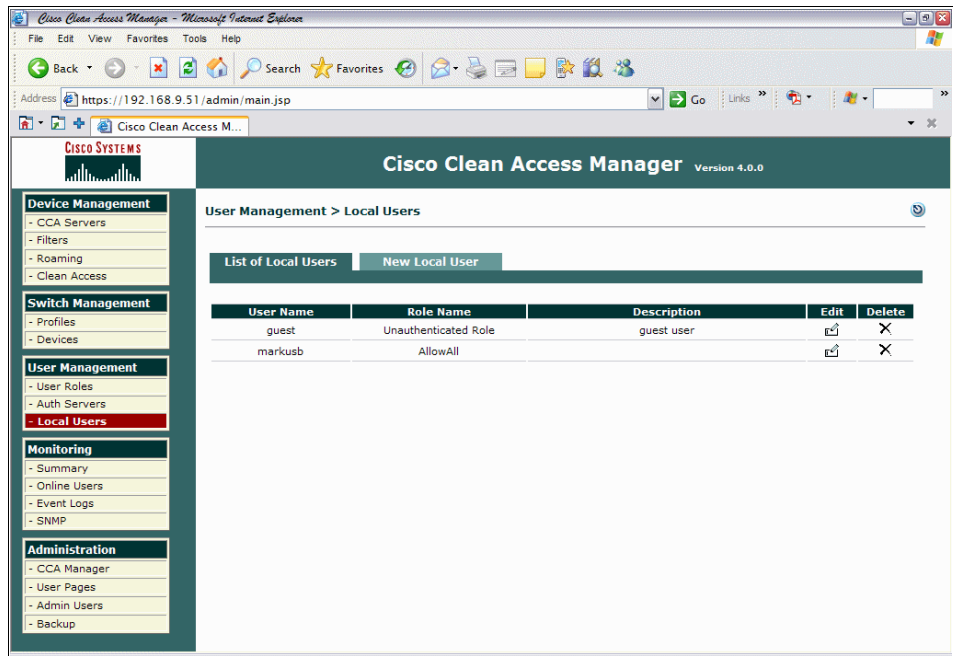 Cisco Clean Access Manager - Microsoft Internet Explorer
File Edit View Favorites Tools Help
Back Search Favorites
Address https://192.168.9.51/admin/main.jsp Go Links »
Cisco Clean Access M...
CISCO SYSTEMS
Cisco Clean Access Manager Version 4.0.0
Device Management
- CCA Servers
- Filters
- Roaming
- Clean Access
Switch Management
- Profiles
- Devices
User Management
- User Roles
- Auth Servers
- Local Users
Monitoring
- Summary
- Online Users
- Event Logs
- SNMP
Administration
- CCA Manager
- User Pages
- Admin Users
- Backup
User Management > Local Users
List of Local Users New Local User
User Name Role Name Description Edit Delete
guest Unauthenticated Role guest user
markusb AllowAll